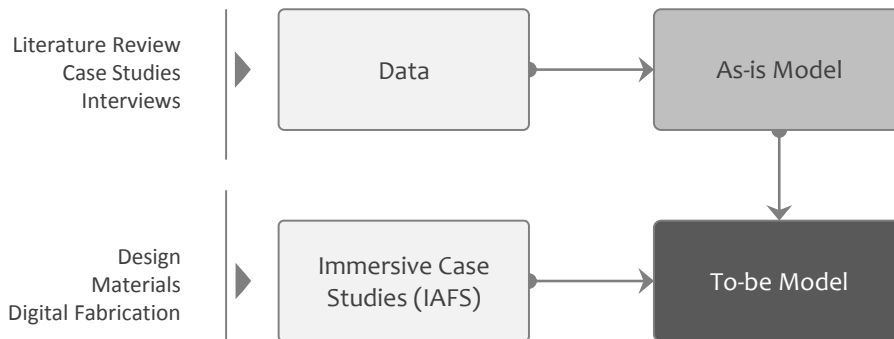 Literature Review
Case Studies
Interviews
Data
As-is Model
Design
Materials
Digital Fabrication
Immersive Case
Studies (IAFS)
To-be Model